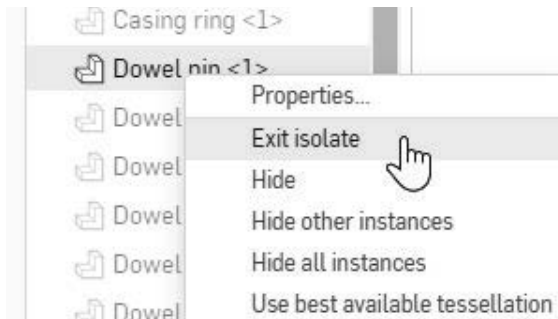 Casing ring <1>
Dowel pin <1>
Properties...
Dowel
Exit isolate
Dowel
Hide
Dowel
Hide other instances
Dowel
Hide all instances
Dowel
Use best available tessellation